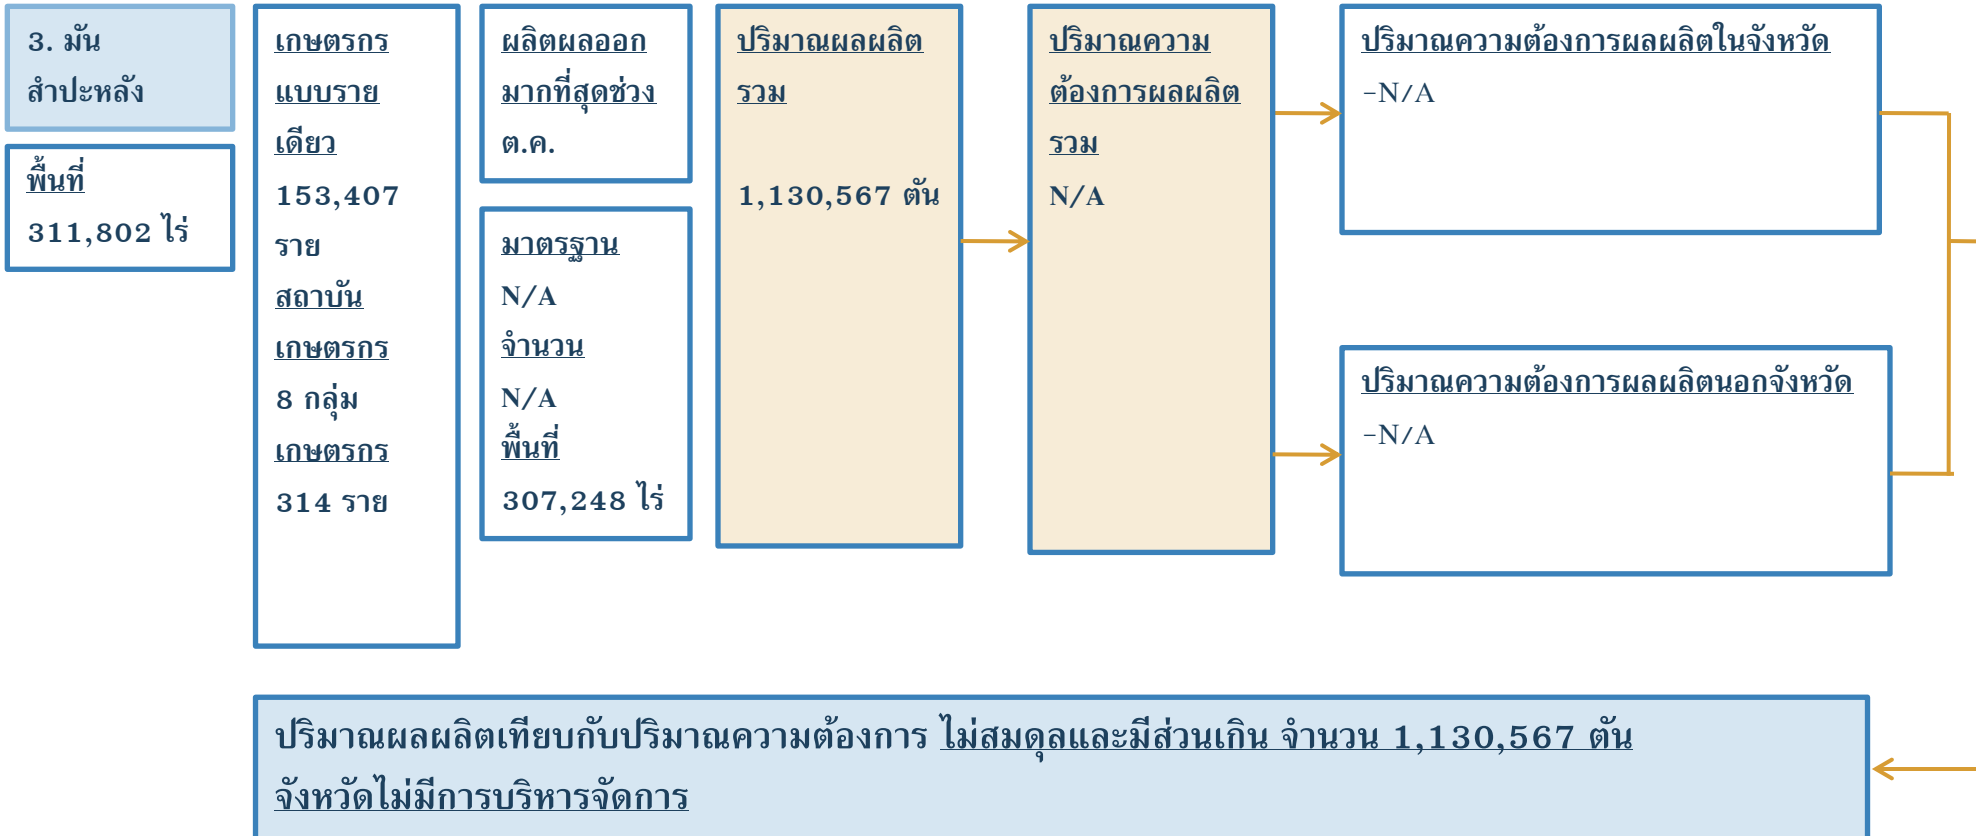 3. มัน
สำปะหลัง
พื้นที่
311,802 ไร่
เกษตรกร
แบบราย
เดียว
153,407
ราย
สถาบัน
เกษตรกร
8 กลุ่ม
เกษตรกร
314 ราย
ผลิตผลออก
มากที่สุดช่วง
ต.ค.
มาตรฐาน
N/A
จำนวน
N/A
พื้นที่
307,248 ไร่
ปริมาณผลผลิต
รวม
1,130,567 ตัน
ปริมาณความ
ต้องการผลผลิต
รวม
N/A
ปริมาณความต้องการผลผลิตในจังหวัด
-N/A
ปริมาณความต้องการผลผลิตนอกจังหวัด
-N/A
ปริมาณผลผลิตเทียบกับปริมาณความต้องการ ไม่สมดุลและมีส่วนเกิน จำนวน 1,130,567 ตัน
จังหวัดไม่มีการบริหารจัดการ